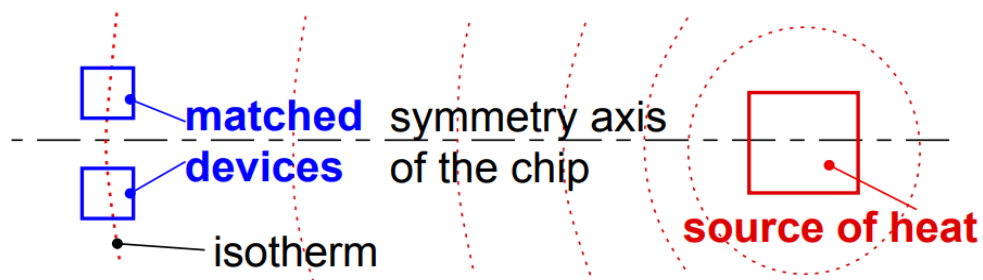 matched
devices
symmetry axis
of the chip
source of heat
isotherm